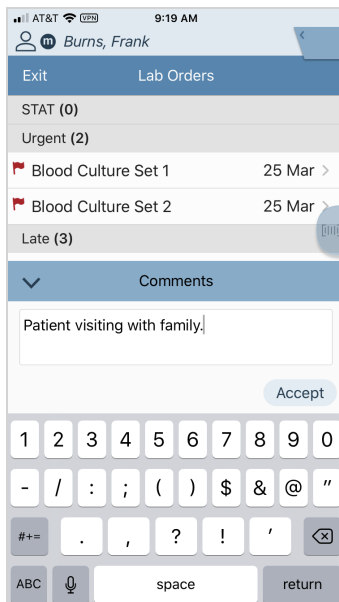 AT&T VPN 9:19 AM
m Burns, Frank
Exit Lab Orders
STAT (0)
Urgent (2)
Blood Culture Set 1 25 Mar
Blood Culture Set 2 25 Mar
Late (3)
Comments
Patient visiting with family.
Accept
1 2 3 4 5 6 7 8 9 0
- / : ; ( ) $ & @ "
#+= . , ? ! '
ABC space return